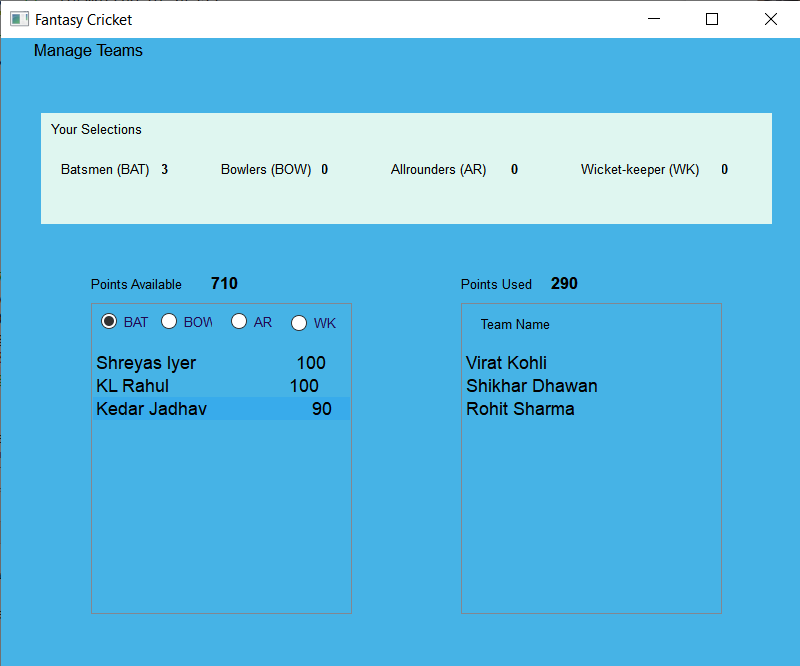 Fantasy Cricket
Manage Teams
Your Selections
Batsmen (BAT) 3 Bowlers (BOW) 0 Allrounders (AR) 0 Wicket-keeper (WK) 0
Points Available 710 Points Used 290
BAT BOW AR WK
Team Name
Shreyas Iyer 100
KL Rahul 100
Kedar Jadhav 90
Virat Kohli
Shikhar Dhawan
Rohit Sharma